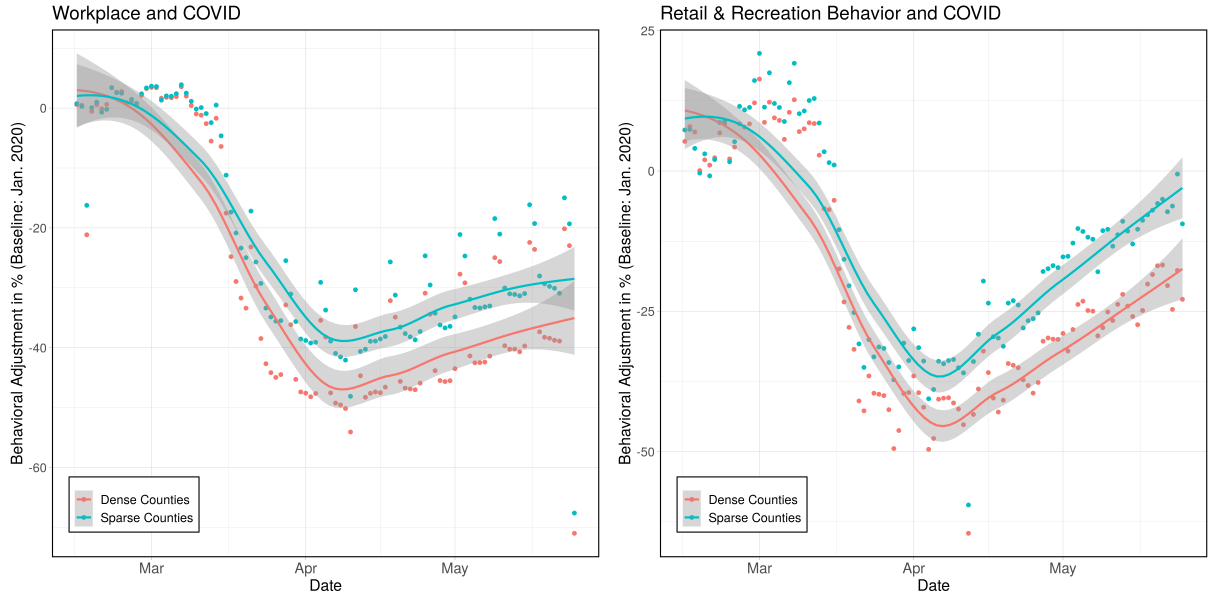 Workplace and COVID
Behavioral Adjustment in % (Baseline: Jan. 2020)
0
-20
-40
-60
Dense Counties
Sparse Counties
Mar
Apr
May
Date
Retail & Recreation Behavior and COVID
Behavioral Adjustment in % (Baseline: Jan. 2020)
25
0
-25
-50
Dense Counties
Sparse Counties
Mar
Apr
May
Date